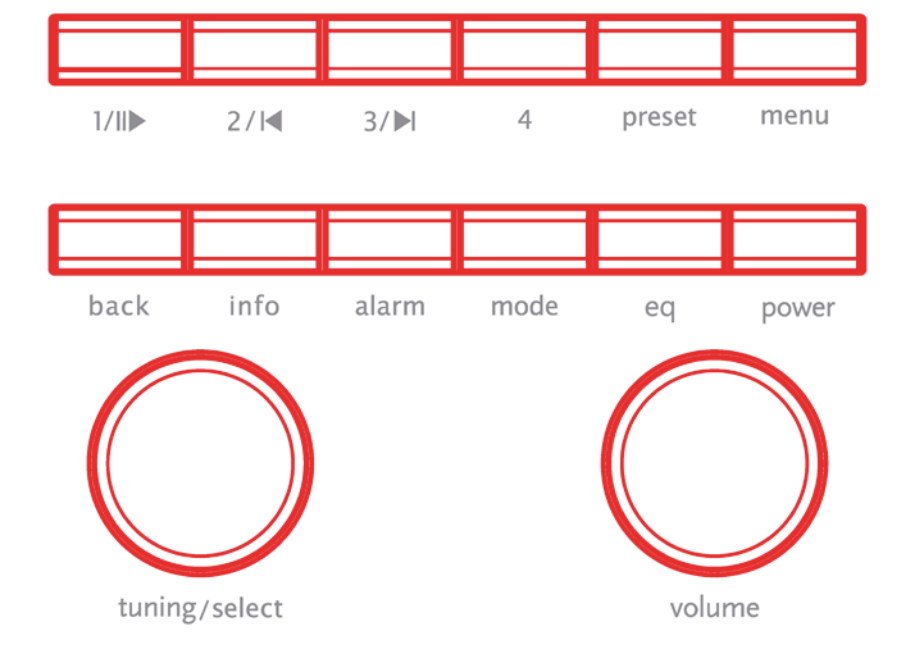 1/II▶ 2/I◀ 3/▶I 4 preset menu
back info alarm mode eq power
tuning/select volume